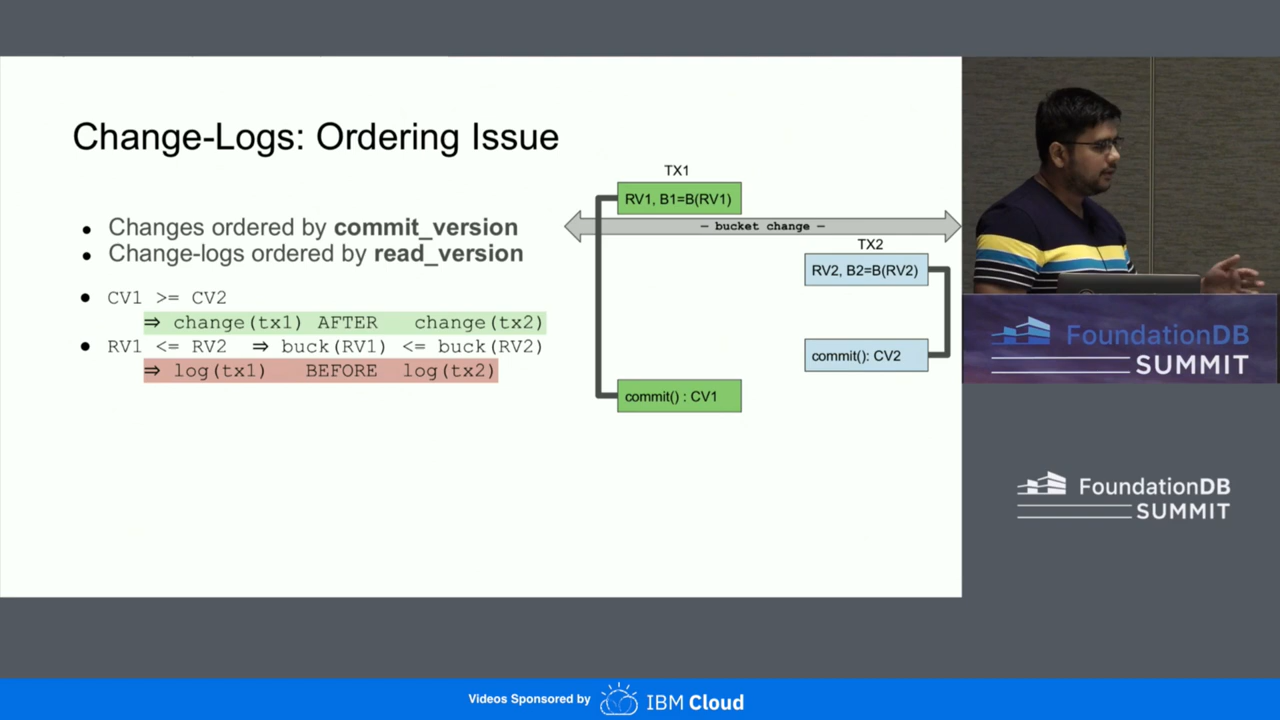 Change-Logs: Ordering Issue
● Changes ordered by commit_version
● Change-logs ordered by read_version
● CV1 >= CV2
⇒ change(tx1) AFTER change(tx2)
● RV1 <= RV2 ⇒ buck(RV1) <= buck(RV2)
⇒ log(tx1) BEFORE log(tx2)
TX1
RV1, B1=B(RV1)
— bucket change —
TX2
RV2, B2=B(RV2)
commit(): CV2
commit() : CV1
FoundationDB
SUMMIT
FoundationDB
SUMMIT
Videos Sponsored by IBM Cloud